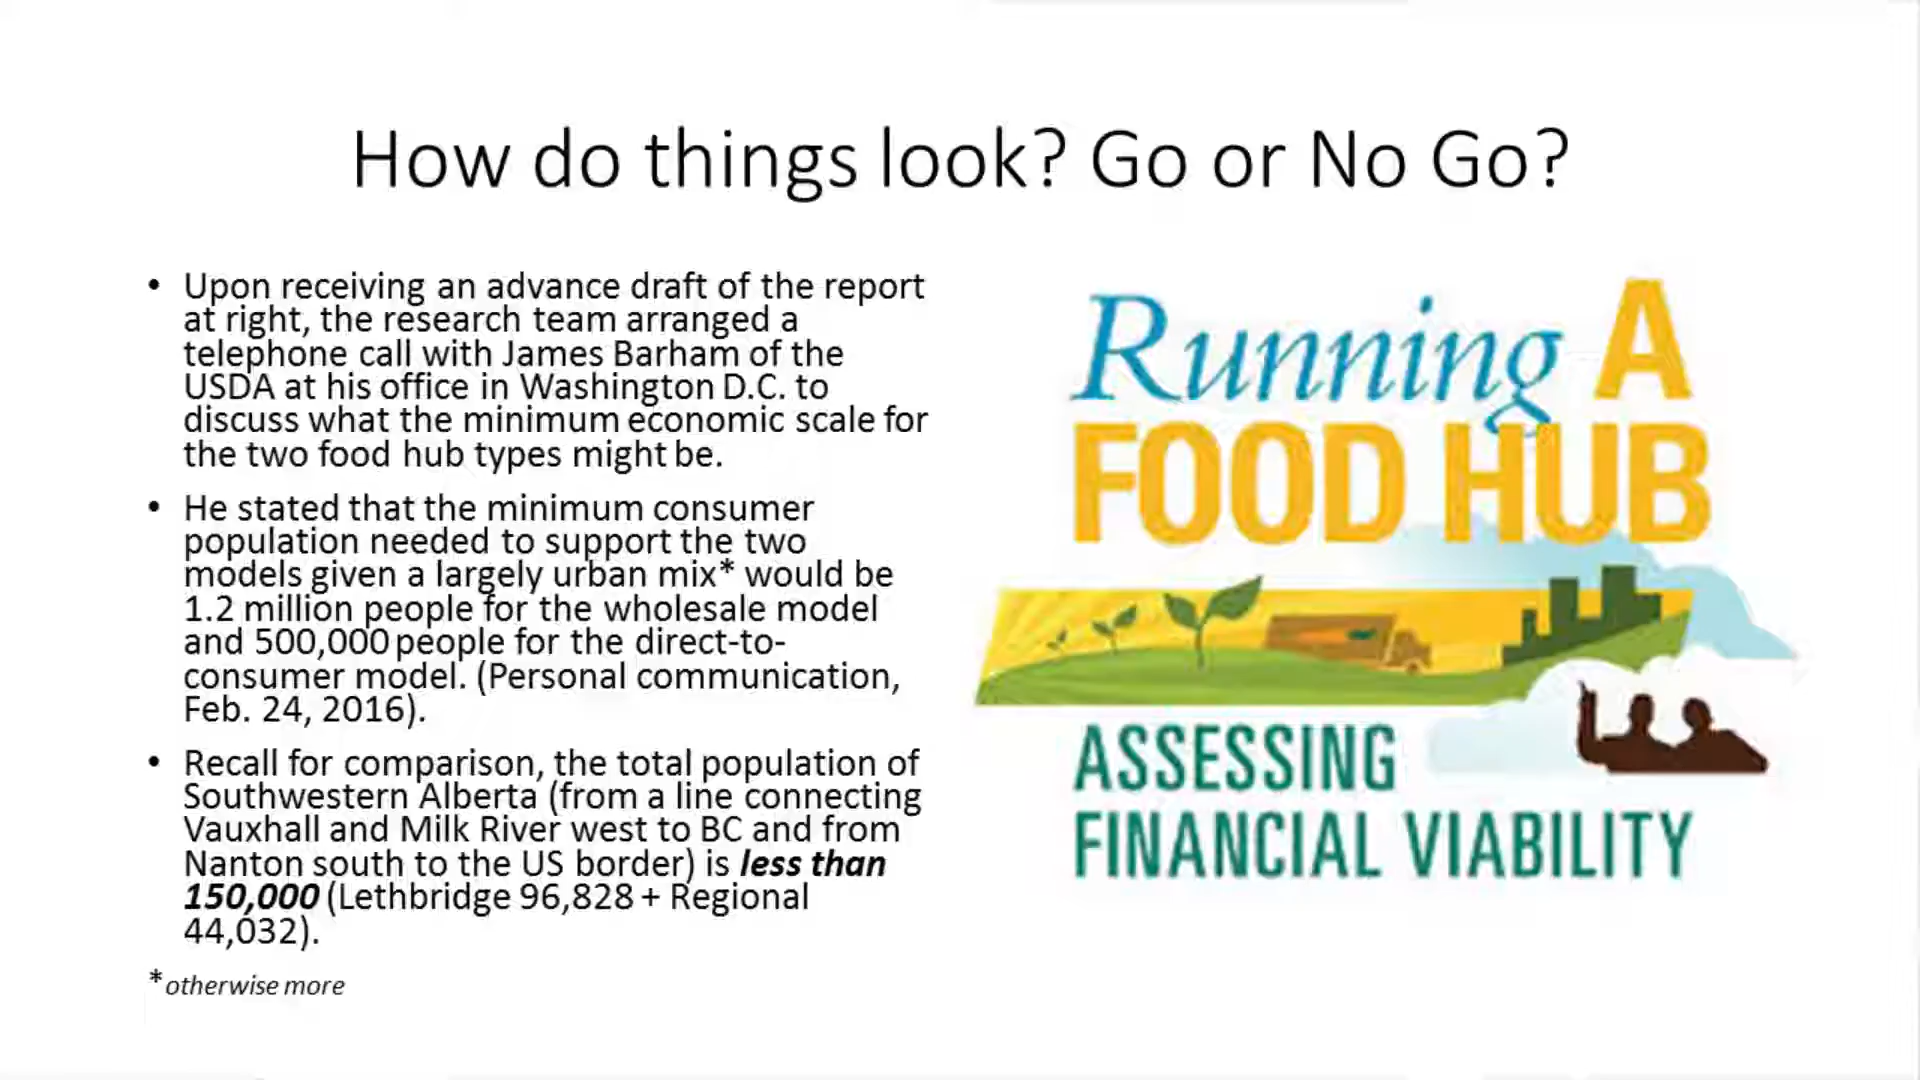 How do things look? Go or No Go?
• Upon receiving an advance draft of the report
at right, the research team arranged a
telephone call with James Barham of the
USDA at his office in Washington D.C. to
discuss what the minimum economic scale for
the two food hub types might be.
• He stated that the minimum consumer
population needed to support the two
models given a largely urban mix* would be
1.2 million people for the wholesale model
and 500,000 people for the direct-to-
consumer model. (Personal communication,
Feb. 24, 2016).
• Recall for comparison, the total population of
Southwestern Alberta (from a line connecting
Vauxhall and Milk River west to BC and from
Nanton south to the US border) is less than
150,000 (Lethbridge 96,828 + Regional
44,032).
*otherwise more
Running A
FOOD HUB
ASSESSING
FINANCIAL VIABILITY